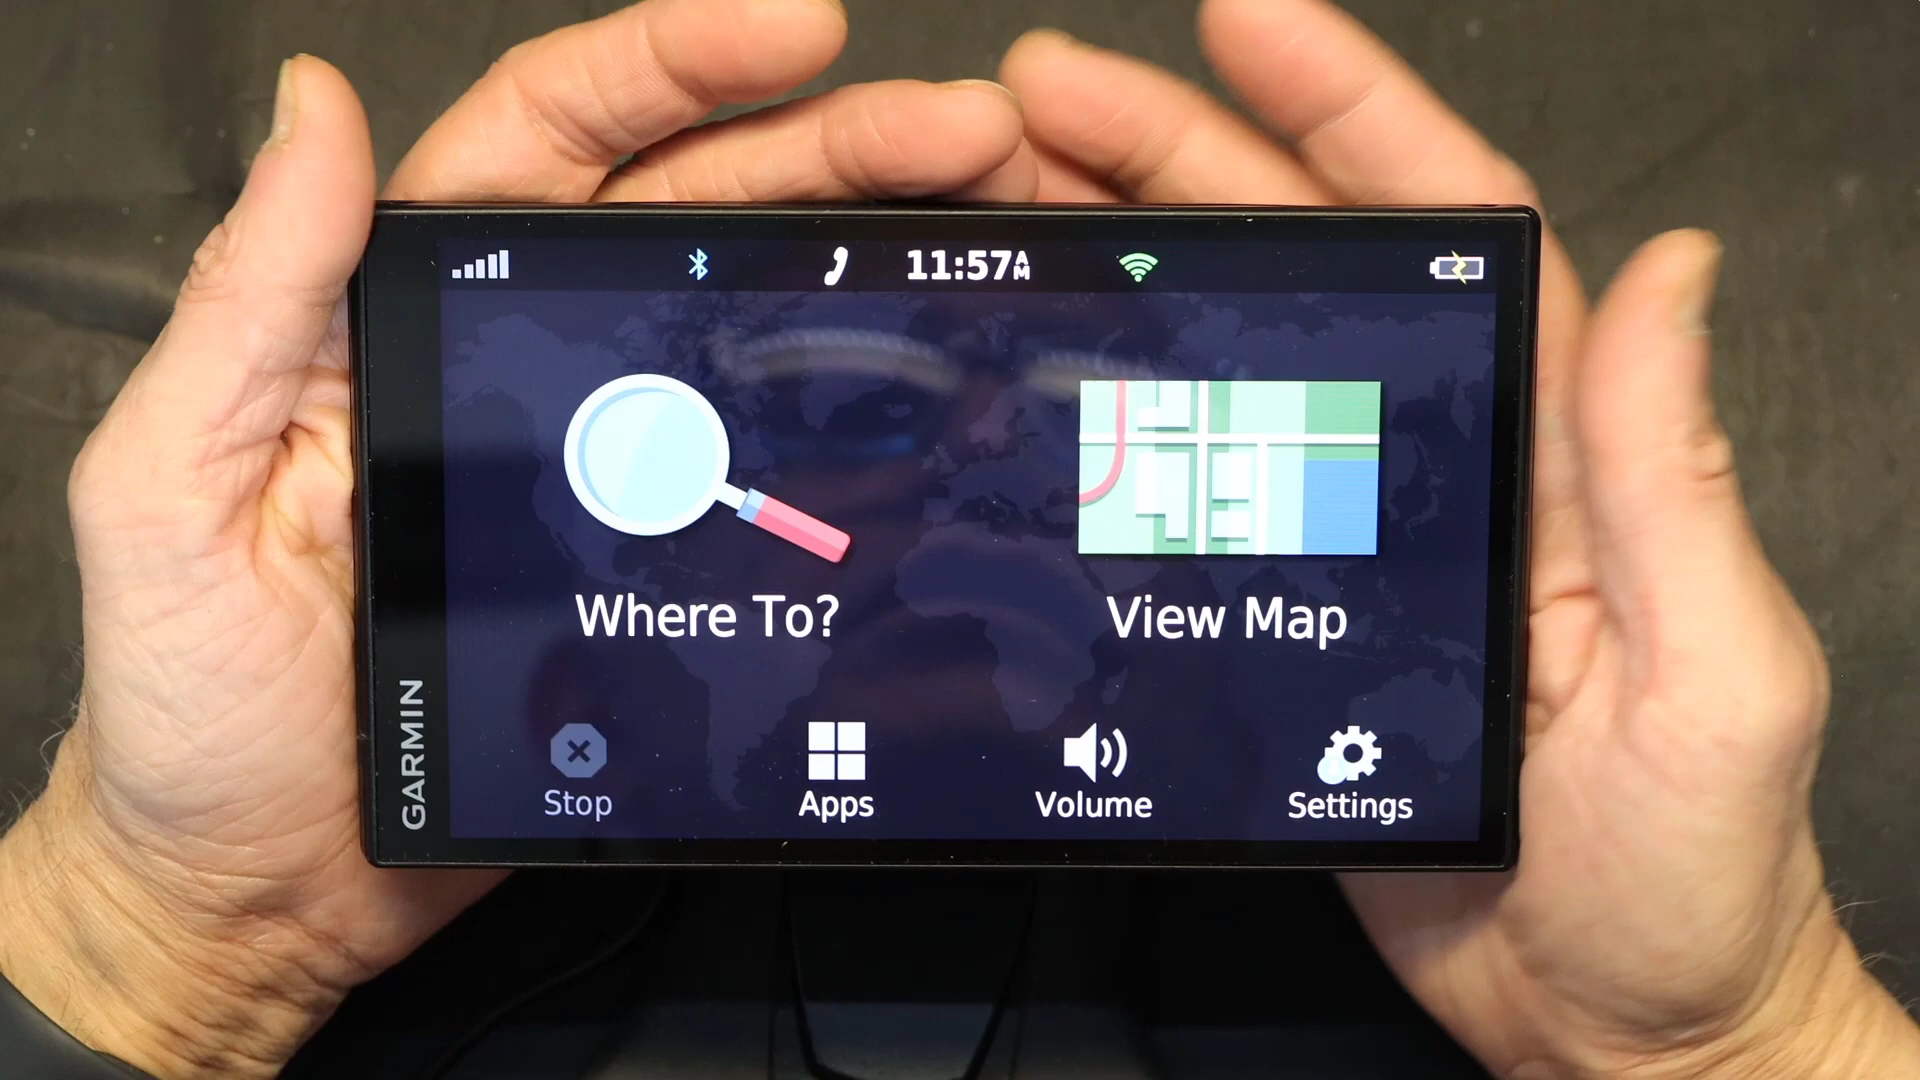 11:57AM
Where To?
View Map
Stop
Apps
Volume
Settings
GARMIN